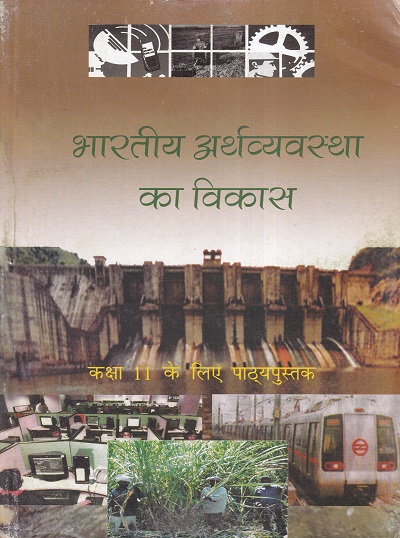 भारतीय अर्थव्यवस्था
का विकास
कक्षा 11 के लिए पाठ्यपुस्तक